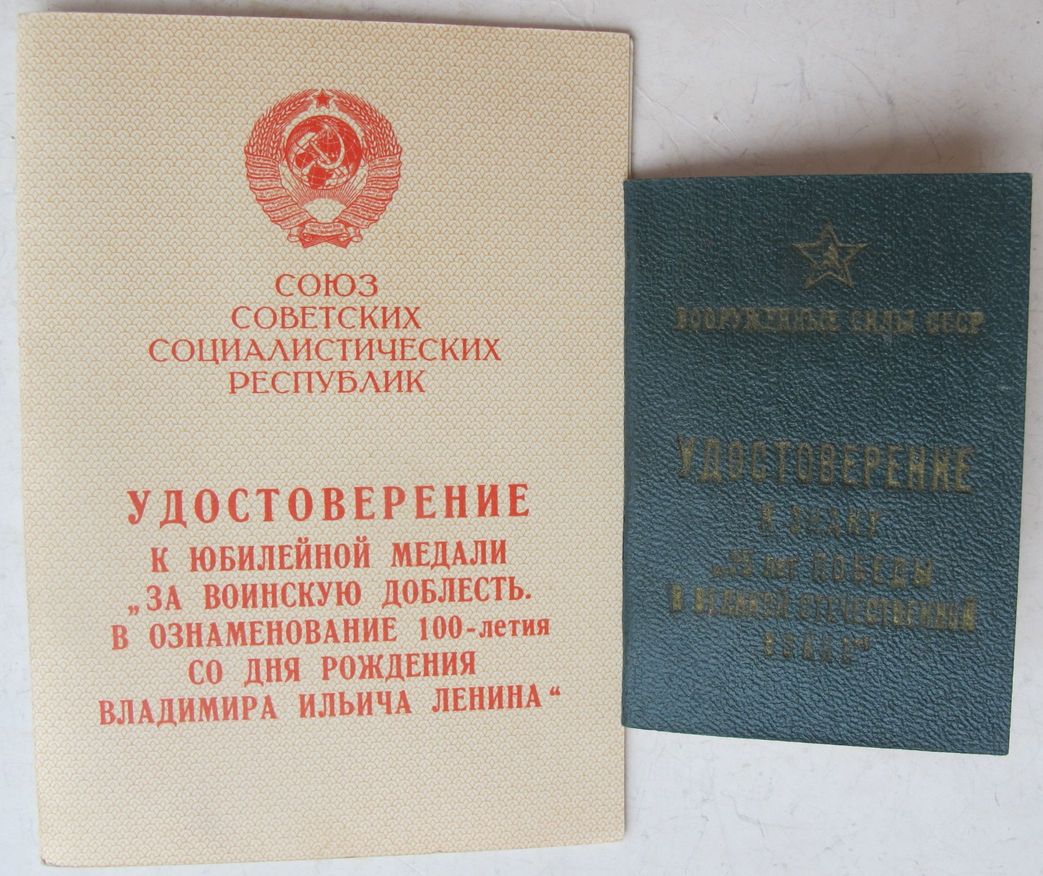 СОЮЗ
СОВЕТСКИХ
СОЦИАЛИСТИЧЕСКИХ
РЕСПУБЛИК
УДОСТОВЕРЕНИЕ
К ЮБИЛЕЙНОЙ МЕДАЛИ
„ЗА ВОИНСКУЮ ДОБЛЕСТЬ.
В ОЗНАМЕНОВАНИЕ 100-летия
СО ДНЯ РОЖДЕНИЯ
ВЛАДИМИРА ИЛЬИЧА ЛЕНИНА“
ВООРУЖЕННЫЕ СИЛЫ СССР
УДОСТОВЕРЕНИЕ
К ЗНАКУ
лет ПОБЕДЫ
В ВЕЛИКОЙ ОТЕЧЕСТВЕННОЙ
ВОЙНЕ“